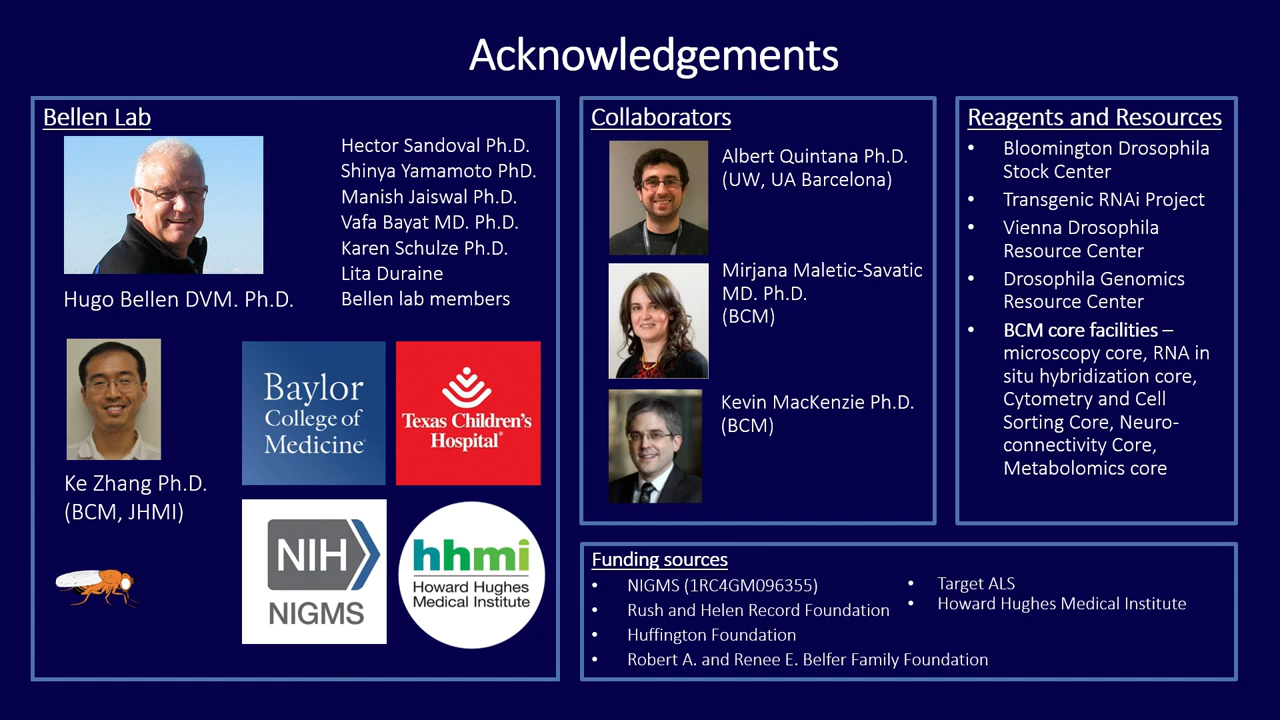 Acknowledgements
Bellen Lab
Hugo Bellen DVM. Ph.D.
Hector Sandoval Ph.D.
Shinya Yamamoto PhD.
Manish Jaiswal Ph.D.
Vafa Bayat MD. Ph.D.
Karen Schulze Ph.D.
Lita Duraine
Bellen lab members
Ke Zhang Ph.D.
(BCM, JHMI)
Baylor
College of
Medicine
Texas Children's
Hospital
NIH
NIGMS
hhmi
Howard Hughes
Medical Institute
Collaborators
Albert Quintana Ph.D.
(UW, UA Barcelona)
Mirjana Maletic-Savatic
MD. Ph.D.
(BCM)
Kevin MacKenzie Ph.D.
(BCM)
Reagents and Resources
• Bloomington Drosophila
Stock Center
• Transgenic RNAi Project
• Vienna Drosophila
Resource Center
• Drosophila Genomics
Resource Center
• BCM core facilities –
microscopy core, RNA in
situ hybridization core,
Cytometry and Cell
Sorting Core, Neuro-
connectivity Core,
Metabolomics core
Funding sources
• NIGMS (1RC4GM096355)
• Rush and Helen Record Foundation
• Huffington Foundation
• Robert A. and Renee E. Belfer Family Foundation
• Target ALS
• Howard Hughes Medical Institute